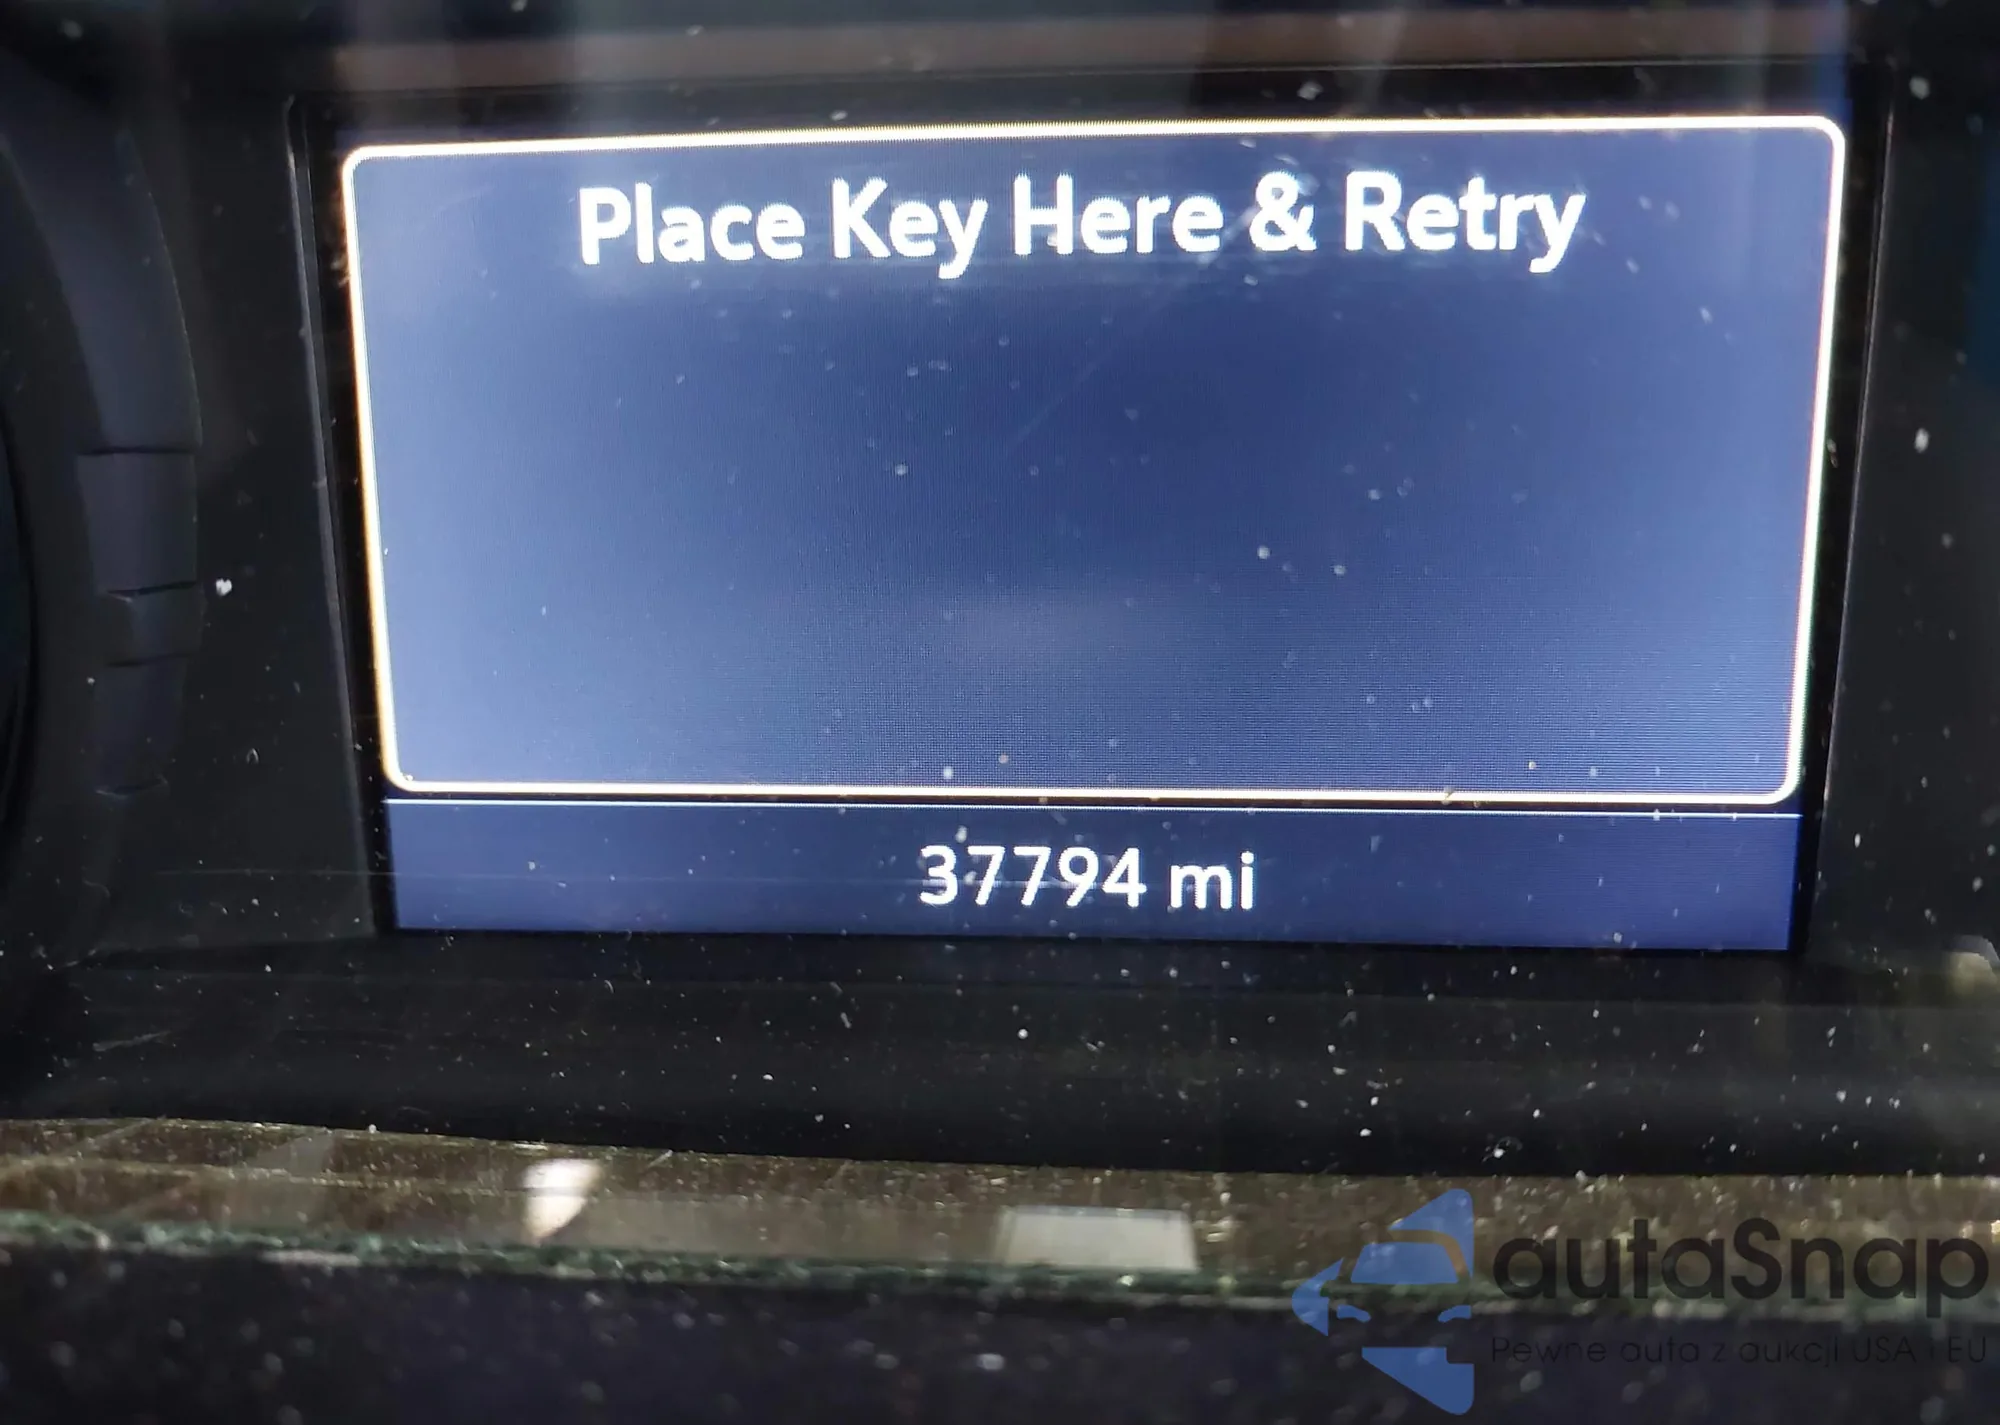 Place Key Here & Retry
37794 mi
autaSnap
Pewne auta z aukcji USA i EU